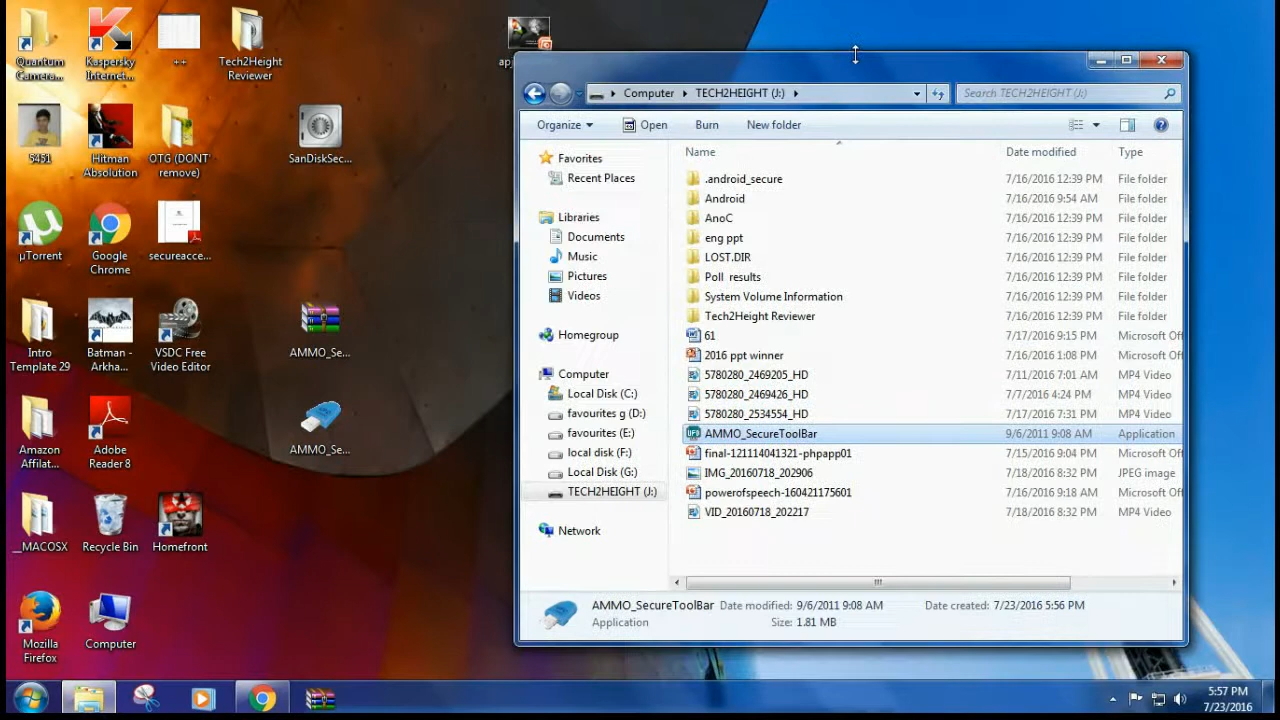 Quantum Camera...
Kaspersky Internet...
++
Tech2Height Reviewer
5451
Hitman Absolution
OTG (DONT remove)
SanDiskSec...
µTorrent
Google Chrome
secureacce...
Intro Template 29
Batman - Arkha...
VSDC Free Video Editor
AMMO_Se...
Amazon Affilat...
Adobe Reader 8
AMMO_Se...
__MACOSX
Recycle Bin
Homefront
Mozilla Firefox
Computer
Computer TECH2HEIGHT (J:)
Search TECH2HEIGHT (J:)
Organize Open Burn New folder
Favorites
Recent Places
Libraries
Documents
Music
Pictures
Videos
Homegroup
Computer
Local Disk (C:)
favourites g (D:)
favourites (E:)
local disk (F:)
Local Disk (G:)
TECH2HEIGHT (J:)
Network
Name Date modified Type
.android_secure 7/16/2016 12:39 PM File folder
Android 7/16/2016 9:54 AM File folder
AnoC 7/16/2016 12:39 PM File folder
eng ppt 7/16/2016 12:39 PM File folder
LOST.DIR 7/16/2016 12:39 PM File folder
Poll results 7/16/2016 12:39 PM File folder
System Volume Information 7/16/2016 12:39 PM File folder
Tech2Height Reviewer 7/16/2016 12:39 PM File folder
61 7/17/2016 9:15 PM Microsoft Off
2016 ppt winner 7/16/2016 1:08 PM Microsoft Off
5780280_2469205_HD 7/11/2016 7:01 AM MP4 Video
5780280_2469426_HD 7/7/2016 4:24 PM MP4 Video
5780280_2534554_HD 7/17/2016 7:31 PM MP4 Video
AMMO_SecureToolBar 9/6/2011 9:08 AM Application
final-121114041321-phpapp01 7/15/2016 9:04 PM Microsoft Off
IMG_20160718_202906 7/18/2016 8:32 PM JPEG image
powerofspeech-160421175601 7/16/2016 9:18 AM Microsoft Off
VID_20160718_202217 7/18/2016 8:32 PM MP4 Video
AMMO_SecureToolBar Date modified: 9/6/2011 9:08 AM Date created: 7/23/2016 5:56 PM
Application Size: 1.81 MB
5:57 PM
7/23/2016